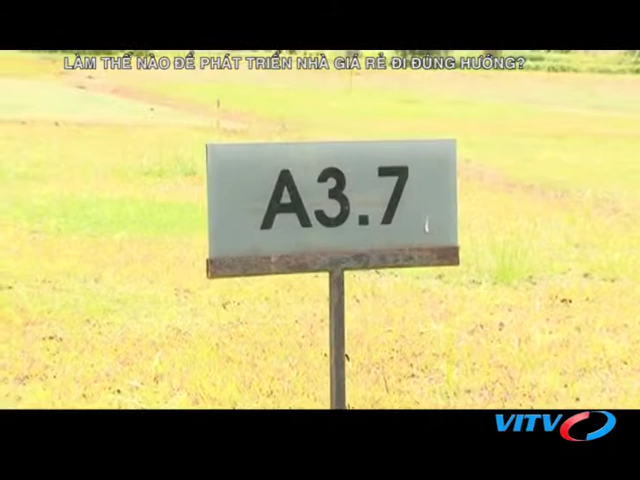 LÀM THẾ NÀO ĐỂ PHÁT TRIỂN NHÀ GIÁ RẺ ĐI ĐÚNG HƯỚNG?
A3.7
VITV